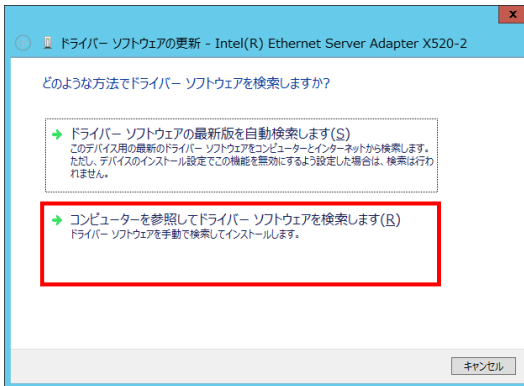 x
ドライバー ソフトウェアの更新 - Intel(R) Ethernet Server Adapter X520-2
どのような方法でドライバー ソフトウェアを検索しますか?
ドライバー ソフトウェアの最新版を自動検索します(S)
このデバイス用の最新のドライバー ソフトウェアをコンピューターとインターネットから検索します。
ただし、デバイスのインストール設定でこの機能を無効にするよう設定した場合は、検索は行わ
れません。
コンピューターを参照してドライバー ソフトウェアを検索します(R)
ドライバー ソフトウェアを手動で検索してインストールします。
キャンセル